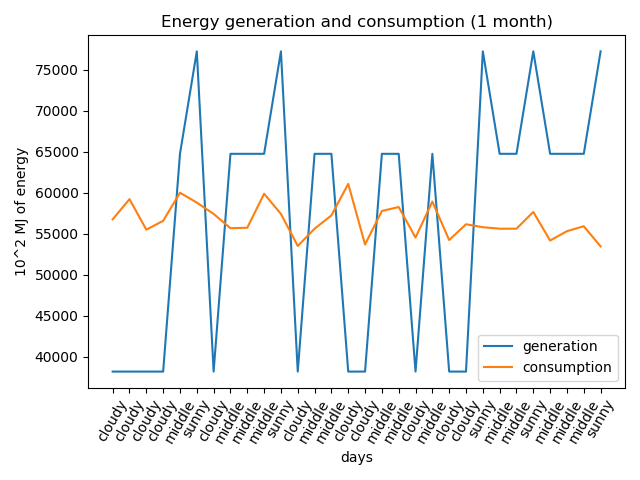 Energy generation and consumption (1 month)
75000
70000
65000
60000
55000
50000
45000
40000
10^2 MJ of energy
generation
consumption
cloudy
cloudy
cloudy
cloudy
middle
sunny
cloudy
middle
middle
middle
sunny
cloudy
middle
middle
cloudy
cloudy
middle
middle
cloudy
middle
cloudy
cloudy
sunny
middle
middle
sunny
middle
middle
middle
sunny
days